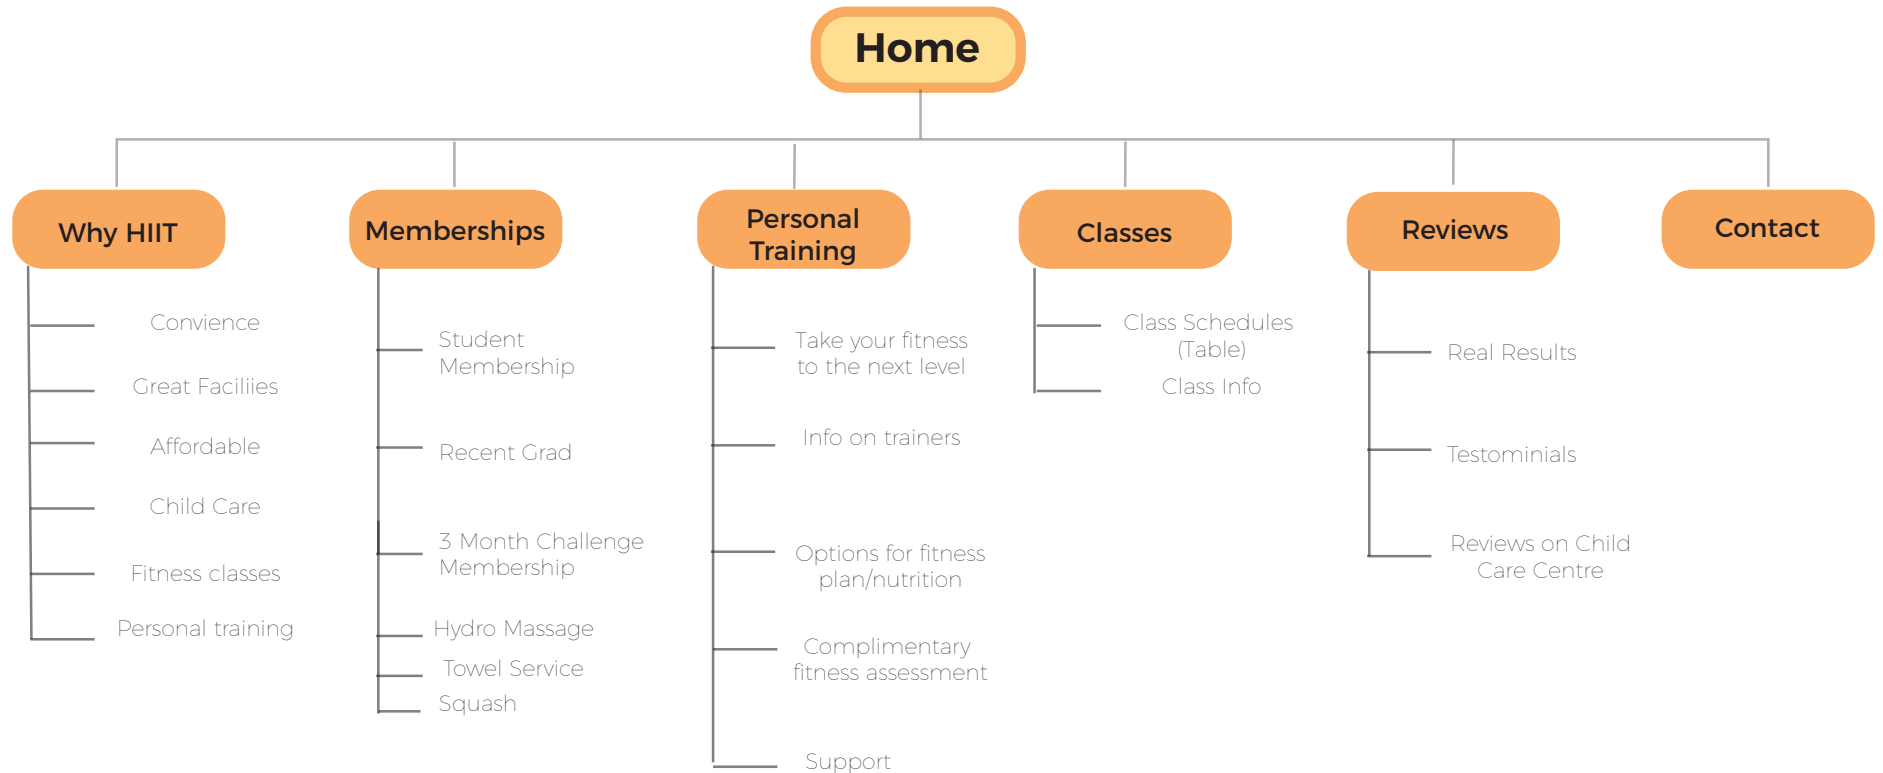 Home
Why HIIT
Convience
Great Faciliies
Affordable
Child Care
Fitness classes
Personal training
Memberships
Student
Membership
Recent Grad
3 Month Challenge
Membership
Hydro Massage
Towel Service
Squash
Personal
Training
Take your fitness
to the next level
Info on trainers
Options for fitness
plan/nutrition
Complimentary
fitness assessment
Support
Classes
Class Schedules
(Table)
Class Info
Reviews
Real Results
Testominials
Reviews on Child
Care Centre
Contact